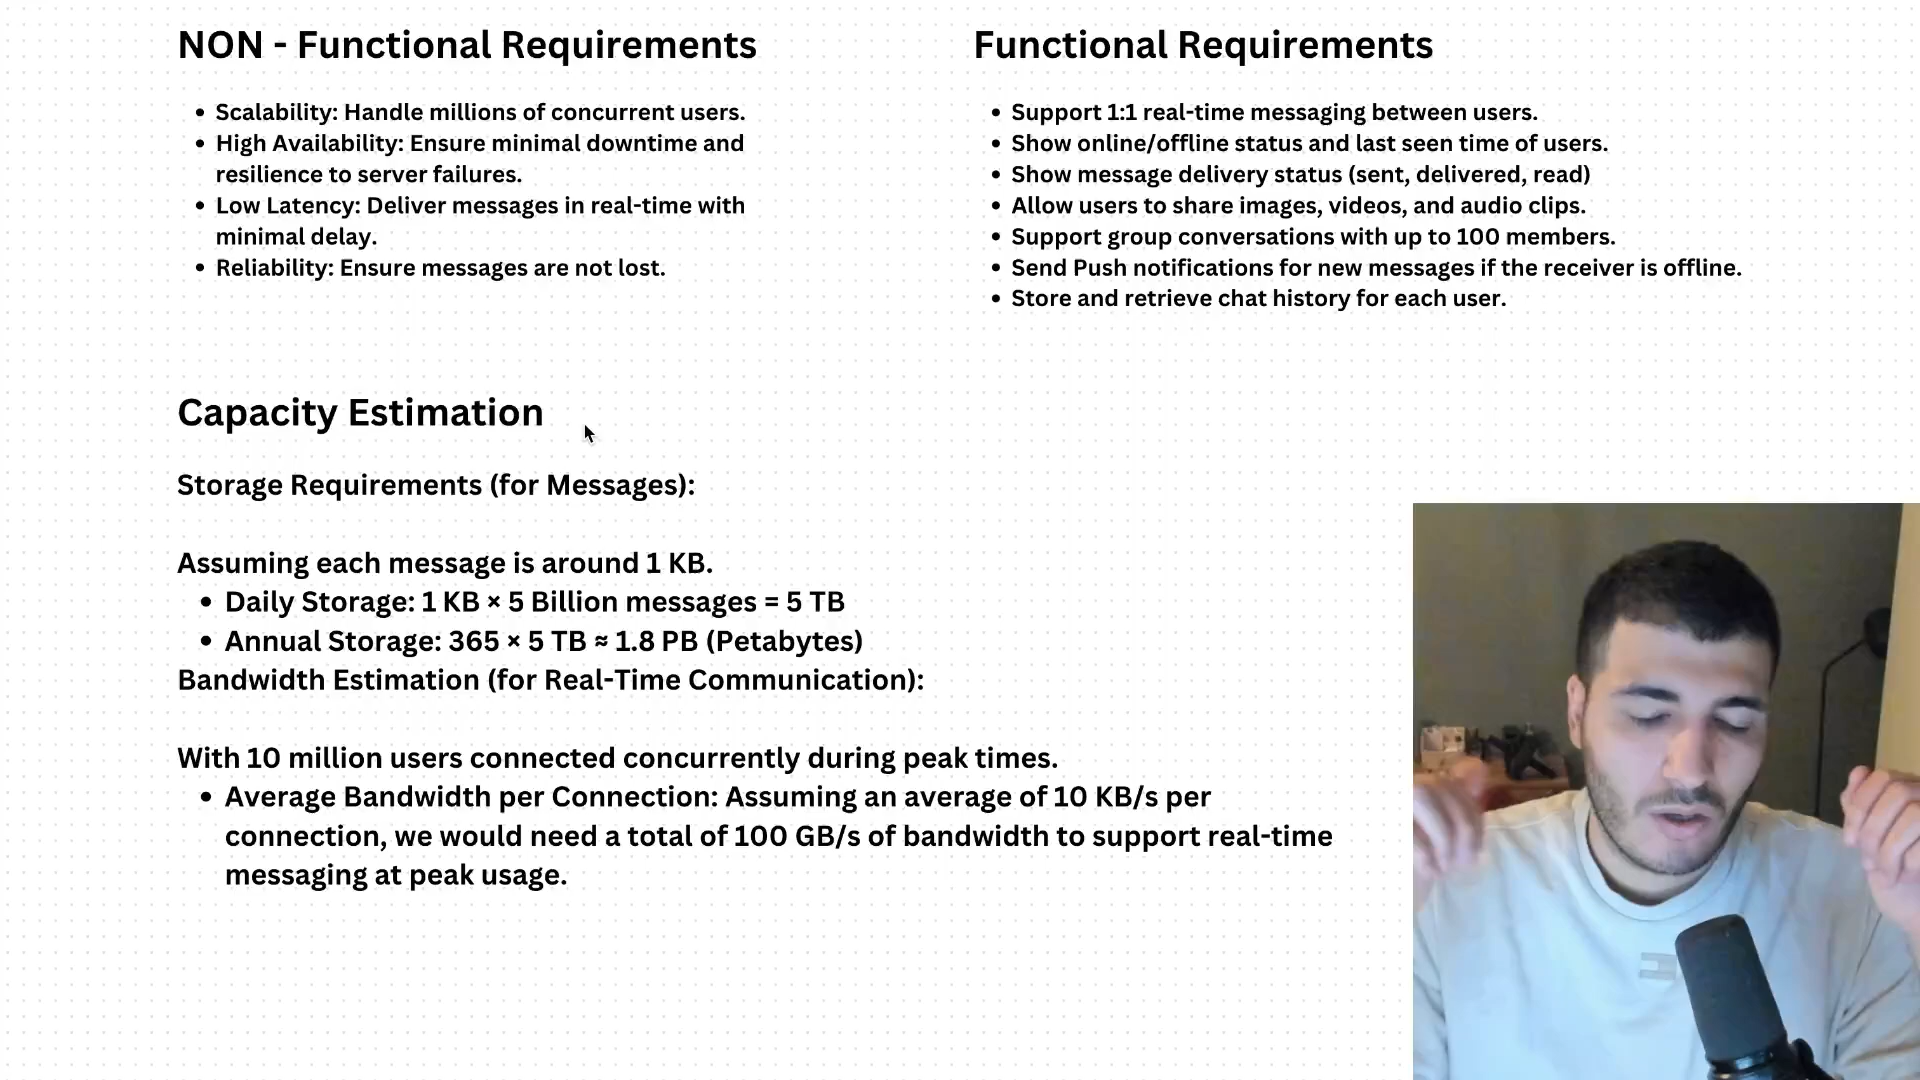 NON - Functional Requirements
• Scalability: Handle millions of concurrent users.
• High Availability: Ensure minimal downtime and
resilience to server failures.
• Low Latency: Deliver messages in real-time with
minimal delay.
• Reliability: Ensure messages are not lost.
Functional Requirements
• Support 1:1 real-time messaging between users.
• Show online/offline status and last seen time of users.
• Show message delivery status (sent, delivered, read)
• Allow users to share images, videos, and audio clips.
• Support group conversations with up to 100 members.
• Send Push notifications for new messages if the receiver is offline.
• Store and retrieve chat history for each user.
Capacity Estimation
Storage Requirements (for Messages):
Assuming each message is around 1 KB.
• Daily Storage: 1 KB × 5 Billion messages = 5 TB
• Annual Storage: 365 × 5 TB ≈ 1.8 PB (Petabytes)
Bandwidth Estimation (for Real-Time Communication):
With 10 million users connected concurrently during peak times.
• Average Bandwidth per Connection: Assuming an average of 10 KB/s per
connection, we would need a total of 100 GB/s of bandwidth to support real-time
messaging at peak usage.